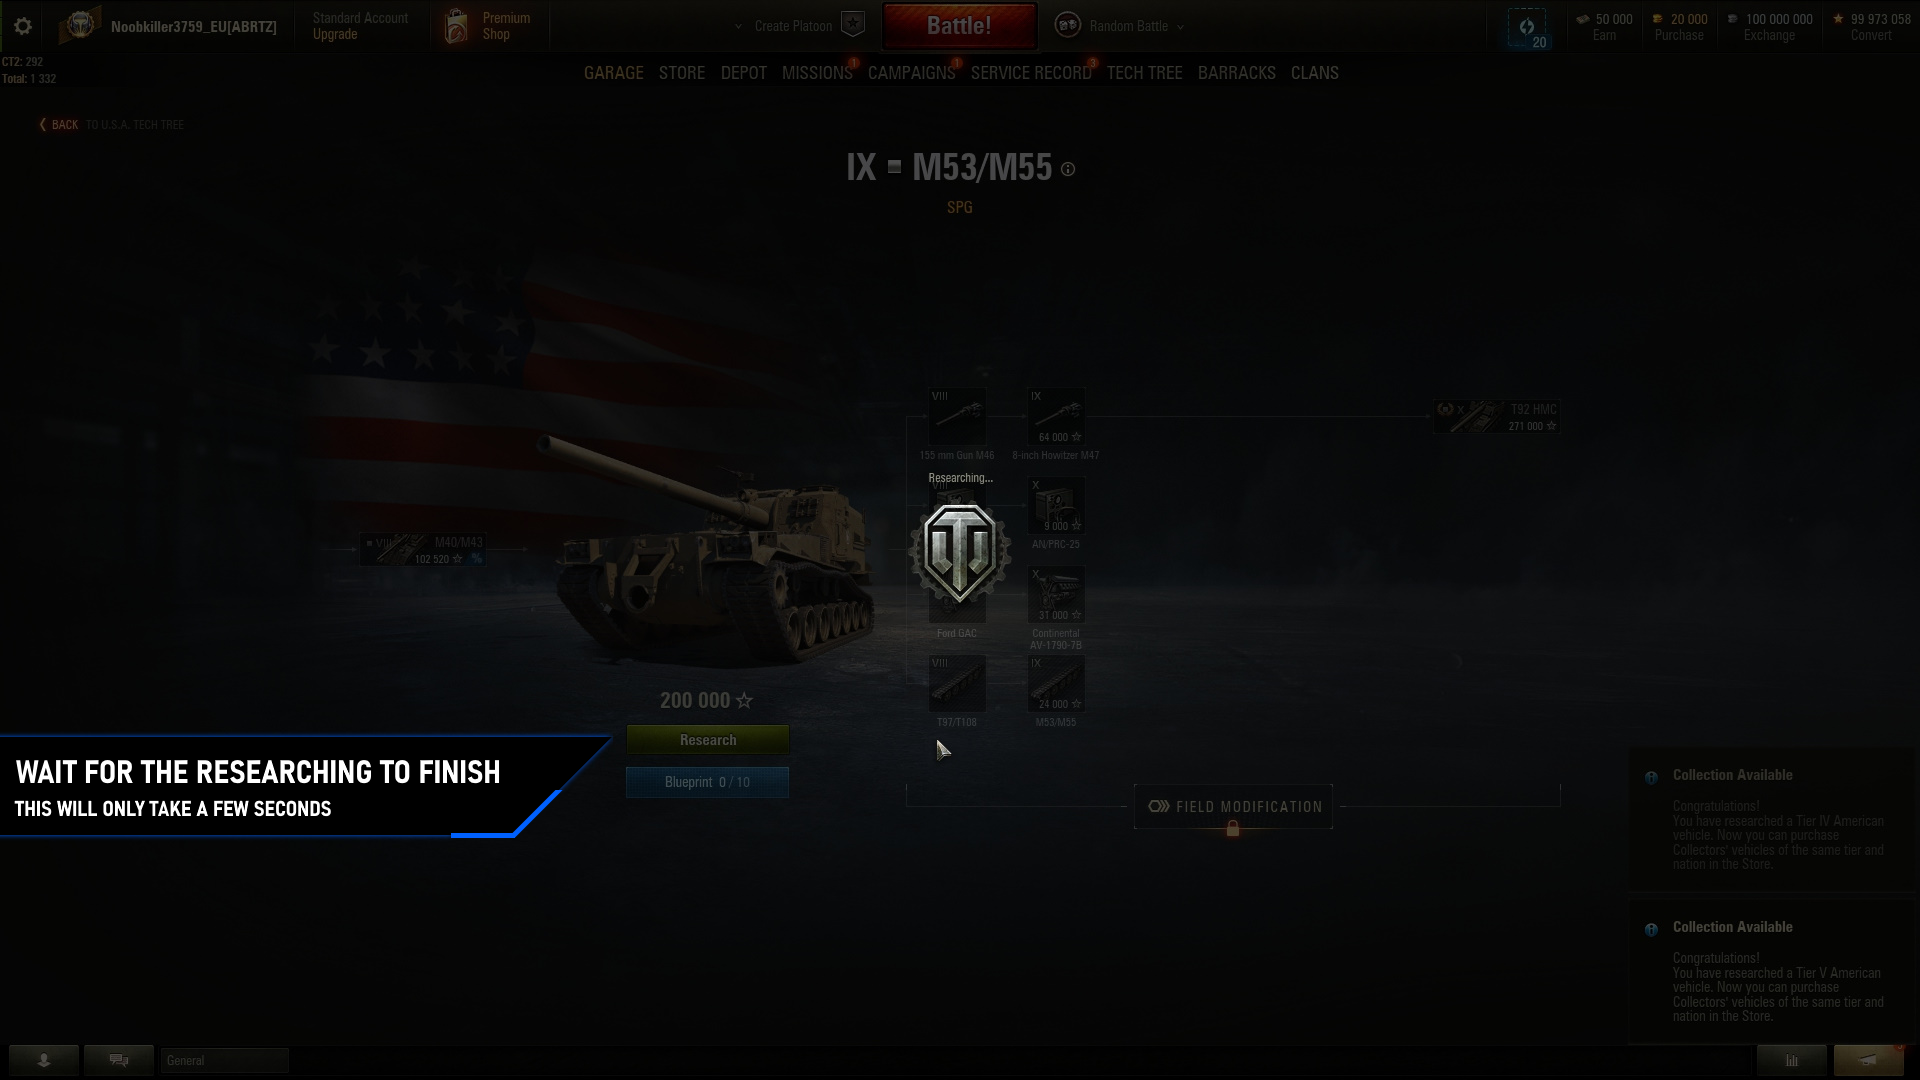 Noobkiller3759_EU[ABRTZ]
Standard Account
Upgrade
Premium
Shop
Create Platoon
Battle!
Random Battle
20
50 000
Earn
20 000
Purchase
100 000 000
Exchange
99 973 058
Convert
CT2: 292
Total: 1 332
GARAGE STORE DEPOT MISSIONS 1 CAMPAIGNS 1 SERVICE RECORD 3 TECH TREE BARRACKS CLANS
BACK TO U.S.A. TECH TREE
IX M53/M55
SPG
VIII
155 mm Gun M46
IX
64 000
8-inch Howitzer M47
X T92 HMC
271 000
Researching...
VIII
X
9 000
AN/PRC-25
VIII M40/M43
102 520 %
Ford GAC
X
31 000
Continental
AV-1790-7B
VIII
T97/T108
IX
24 000
M53/M55
200 000
Research
Blueprint 0 / 10
WAIT FOR THE RESEARCHING TO FINISH
THIS WILL ONLY TAKE A FEW SECONDS
FIELD MODIFICATION
Collection Available
Congratulations!
You have researched a Tier IV American
vehicle. Now you can purchase
Collectors' vehicles of the same tier and
nation in the Store.
Collection Available
Congratulations!
You have researched a Tier V American
vehicle. Now you can purchase
Collectors' vehicles of the same tier and
nation in the Store.
General